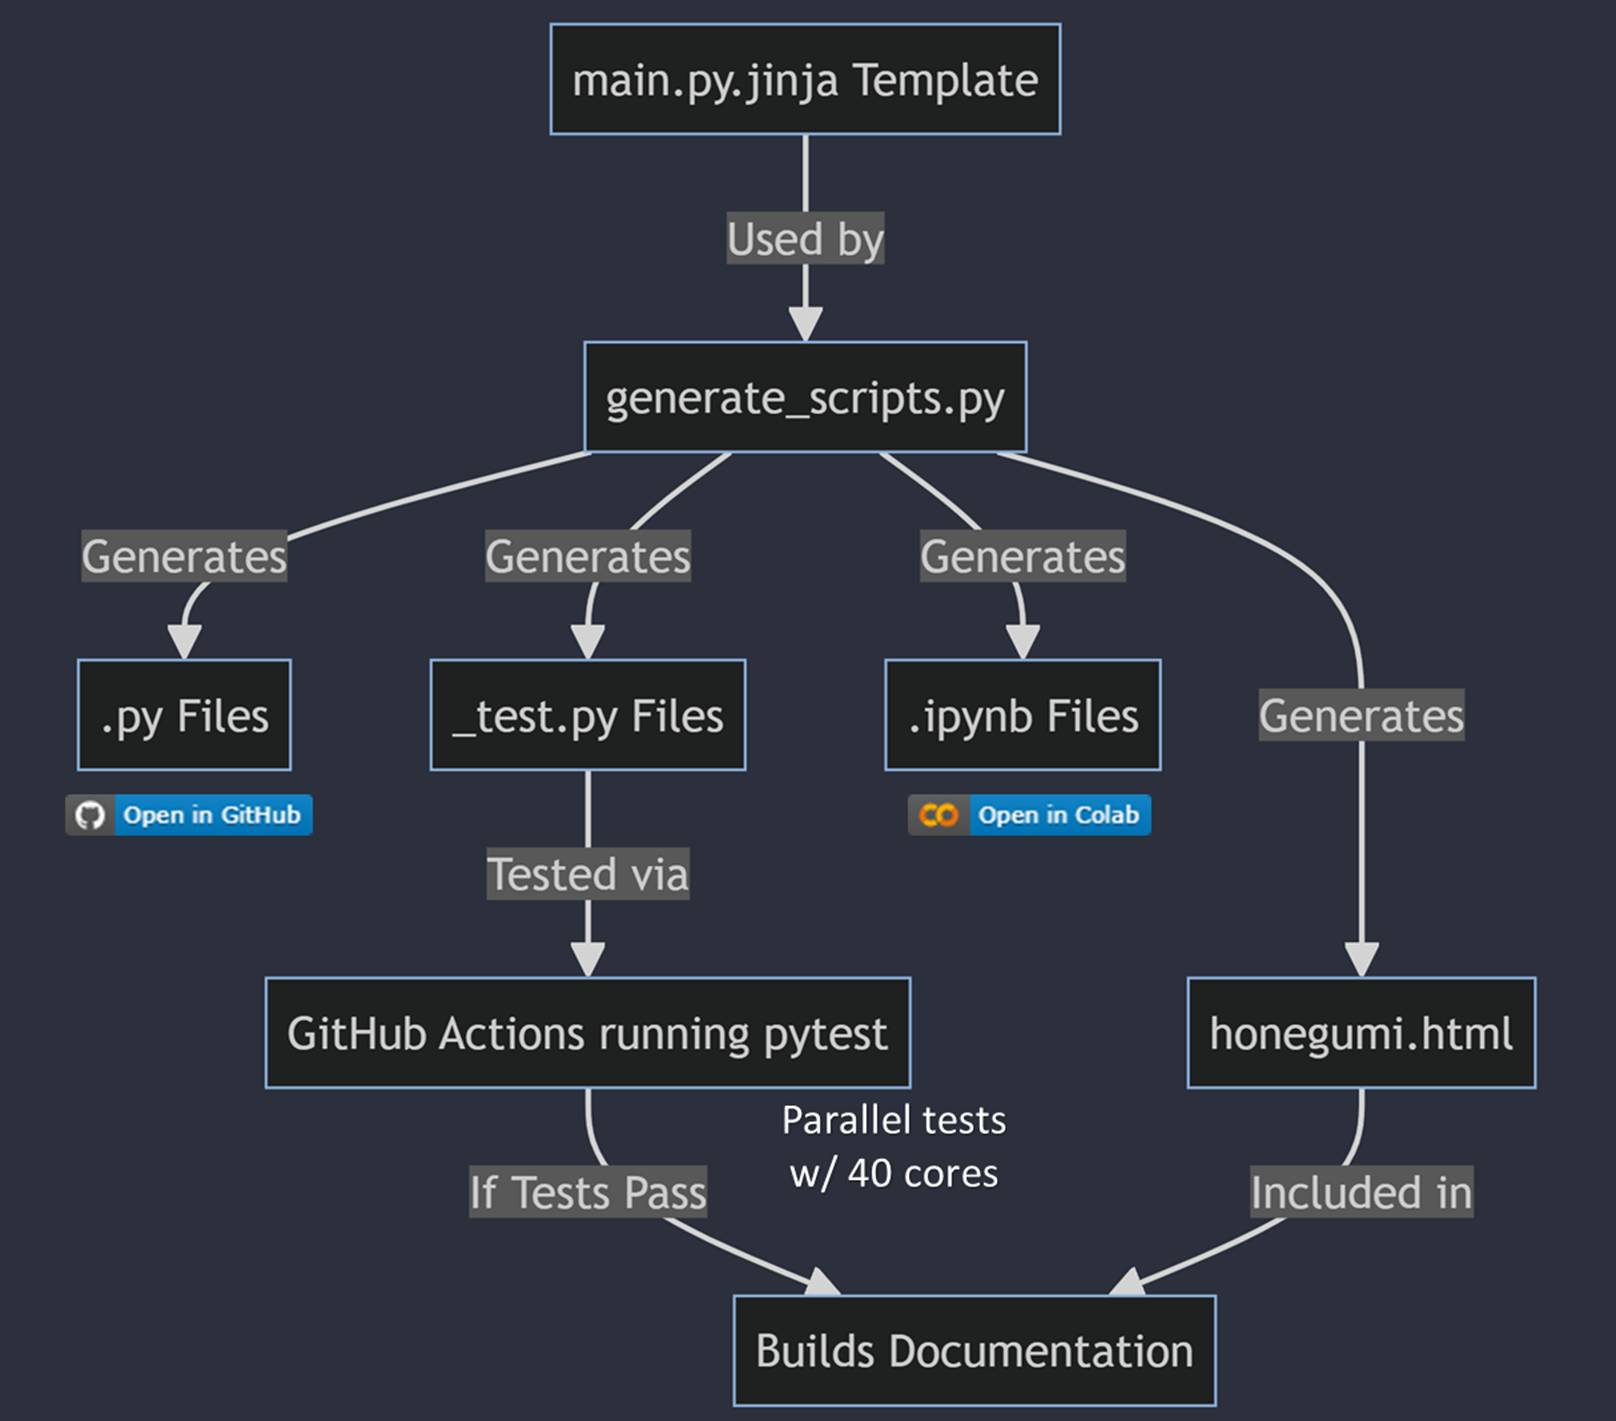 main.py.jinja Template
Used by
generate_scripts.py
Generates
Generates
Generates
.py Files
_test.py Files
.ipynb Files
Generates
Open in GitHub
Open in Colab
Tested via
GitHub Actions running pytest
honegumi.html
Parallel tests
w/ 40 cores
If Tests Pass
Included in
Builds Documentation